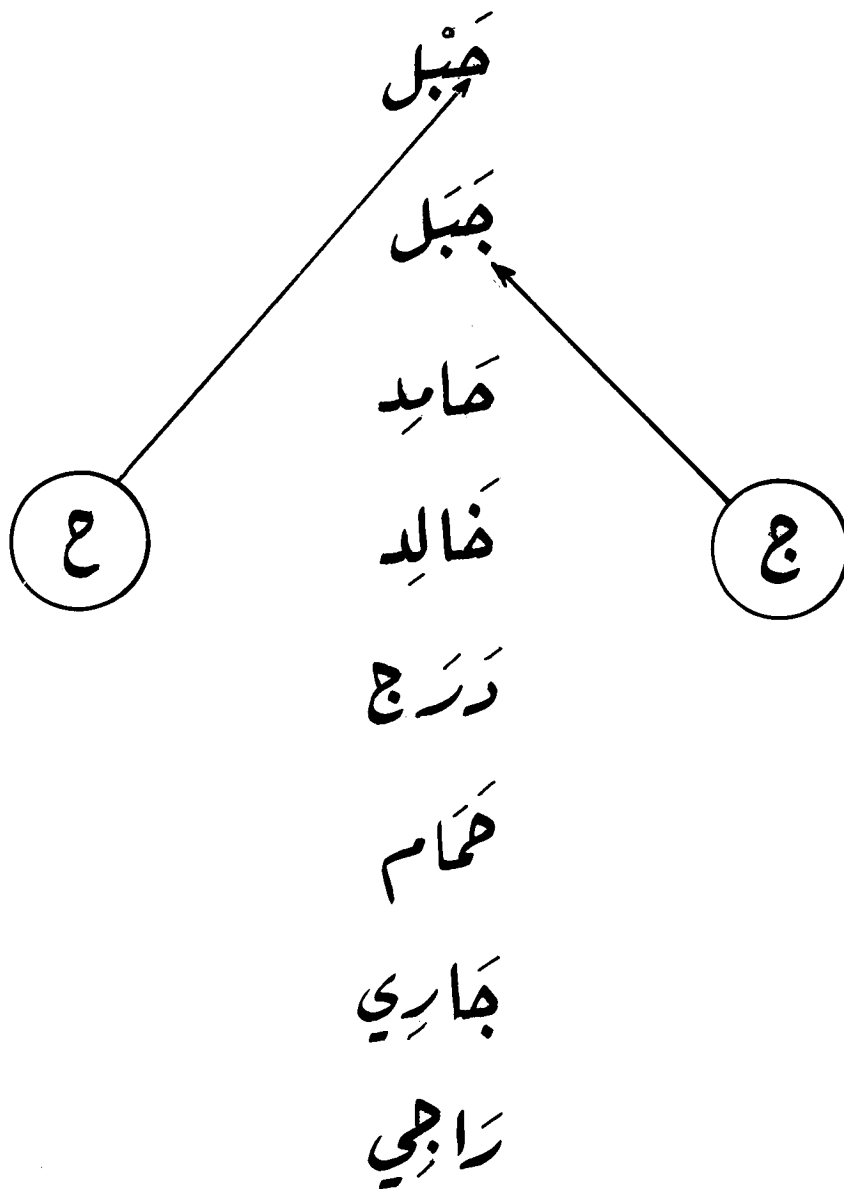 حَبْل
جَبَل
حَامِد
خَالِد
ج
ح
دَرَج
حَمَام
جَارِي
رَاجِي